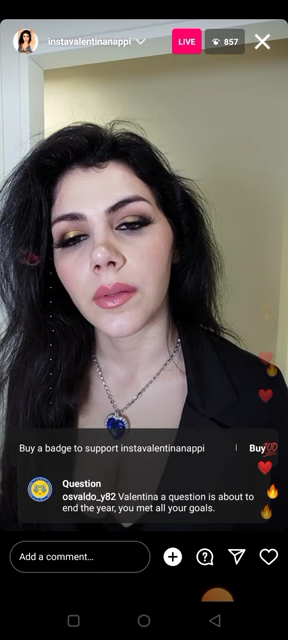 instavalentinanappi
LIVE
857
Buy a badge to support instavalentinanappi
Buy
💯
Question
osvaldo_y82 Valentina a question is about to
end the year, you met all your goals.
Add a comment…